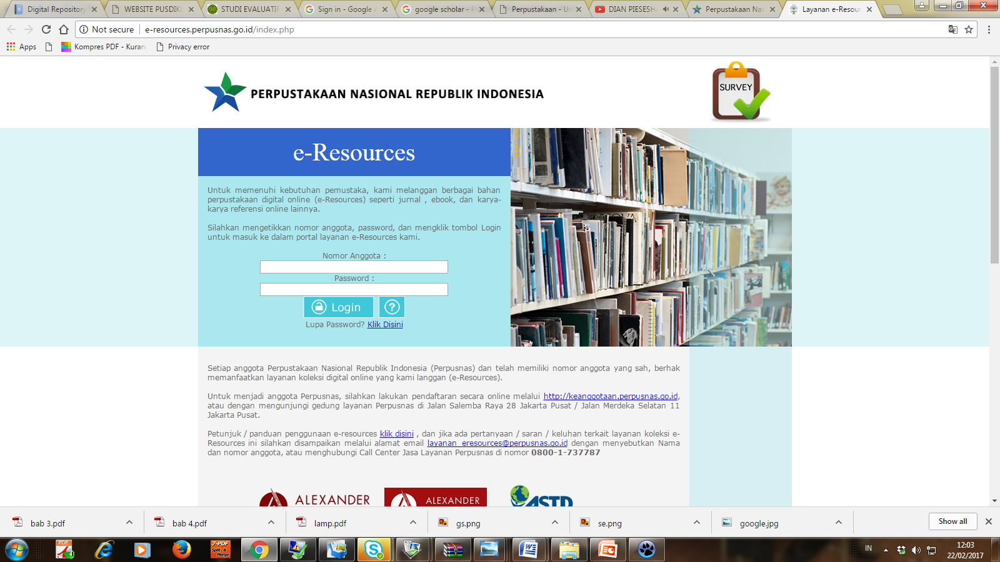 Digital Repository
WEBSITE PUSDIKL
STUDI EVALUATIF
Sign in - Google A
google scholar - P
Perpustakaan - U
DIAN PIESESHA
Perpustakaan Nas
Layanan e-Resour
Not secure
e-resources.perpusnas.go.id/index.php
Apps
Kompres PDF - Kuran
Privacy error
PERPUSTAKAAN NASIONAL REPUBLIK INDONESIA
SURVEY
e-Resources
Untuk memenuhi kebutuhan pemustaka, kami melanggan berbagai bahan
perpustakaan digital online (e-Resources) seperti jurnal , ebook, dan karya-
karya referensi online lainnya.
Silahkan mengetikkan nomor anggota, password, dan mengklik tombol Login
untuk masuk ke dalam portal layanan e-Resources kami.
Nomor Anggota :
Password :
Login
?
Lupa Password? Klik Disini
Setiap anggota Perpustakaan Nasional Republik Indonesia (Perpusnas) dan telah memiliki nomor anggota yang sah, berhak
memanfaatkan layanan koleksi digital online yang kami langgan (e-Resources).
Untuk menjadi anggota Perpusnas, silahkan lakukan pendaftaran secara online melalui http://keanggotaan.perpusnas.go.id,
atau dengan mengunjungi gedung layanan Perpusnas di Jalan Salemba Raya 28 Jakarta Pusat / Jalan Merdeka Selatan 11
Jakarta Pusat.
Petunjuk / panduan penggunaan e-resources klik disini , dan jika ada pertanyaan / saran / keluhan terkait layanan koleksi e-
Resources ini silahkan disampaikan melalui alamat email layanan_eresources@perpusnas.go.id dengan menyebutkan Nama
dan nomor anggota, atau menghubungi Call Center Jasa Layanan Perpusnas di nomor 0800-1-737787
ALEXANDER
ALEXANDER
ASTD
bab 3.pdf
bab 4.pdf
lamp.pdf
gs.png
se.png
google.jpg
Show all
PDF
7-PDF
Split & Merge
IN
12:03
22/02/2017